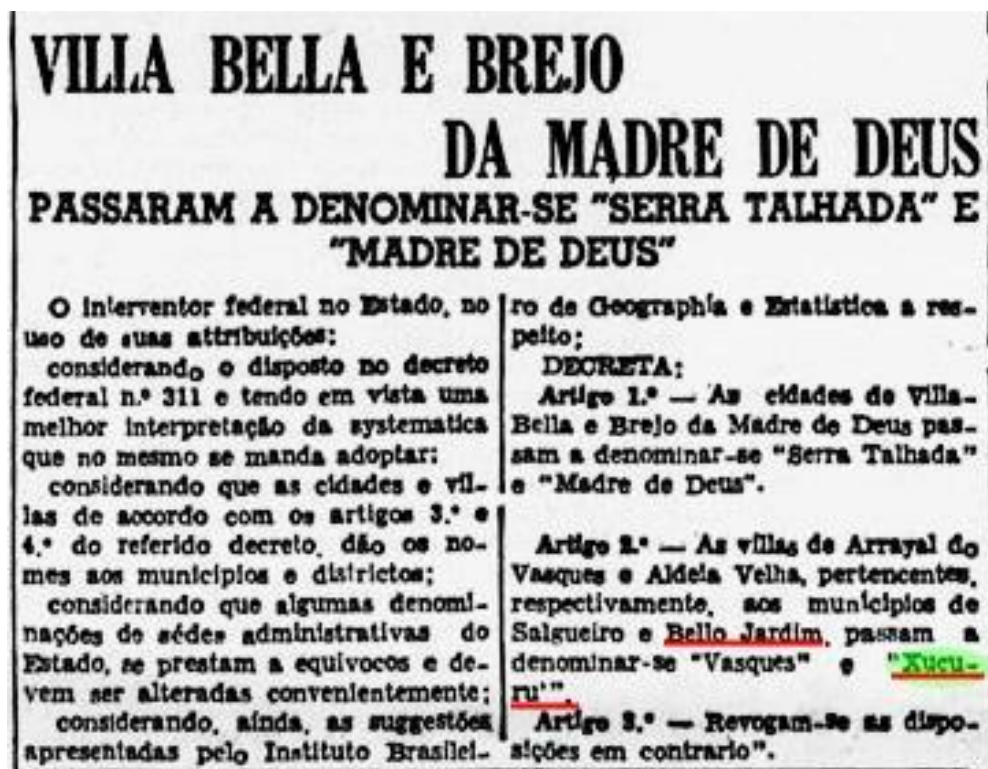 VILLA BELLA E BREJO
DA MADRE DE DEUS
PASSARAM A DENOMINAR-SE "SERRA TALHADA" E
"MADRE DE DEUS"
O interventor federal no Estado, no
uso de suas attribuições;
considerando o disposto no decreto
federal n.º 311 e tendo em vista uma
melhor interpretação da systematica
que no mesmo se manda adoptar;
considerando que as cidades e vil-
las de accordo com os artigos 3.º e
4.º do referido decreto, dão os no-
mes aos municipios e districtos;
considerando que algumas denomi-
nações de sédes administrativas do
Estado, se prestam a equivocos e de-
vem ser alteradas convenientemente;
considerando, ainda, as suggestões
apresentadas pelo Instituto Brasilei-
ro de Geographia e Estatistica a res-
peito;
DECRETA:
Artigo 1.º — As cidades de Villa-
Bella e Brejo da Madre de Deus pas-
sam a denominar-se "Serra Talhada"
e "Madre de Deus".
Artigo 2.º — As villas de Arrayal do
Vasques e Aldeia Velha, pertencentes,
respectivamente, aos municipios de
Salgueiro e Bello Jardim, passam a
denominar-se "Vasques" e "Xucu-
ru'".
Artigo 3.º — Revogam-se as dispo-
sições em contrario".